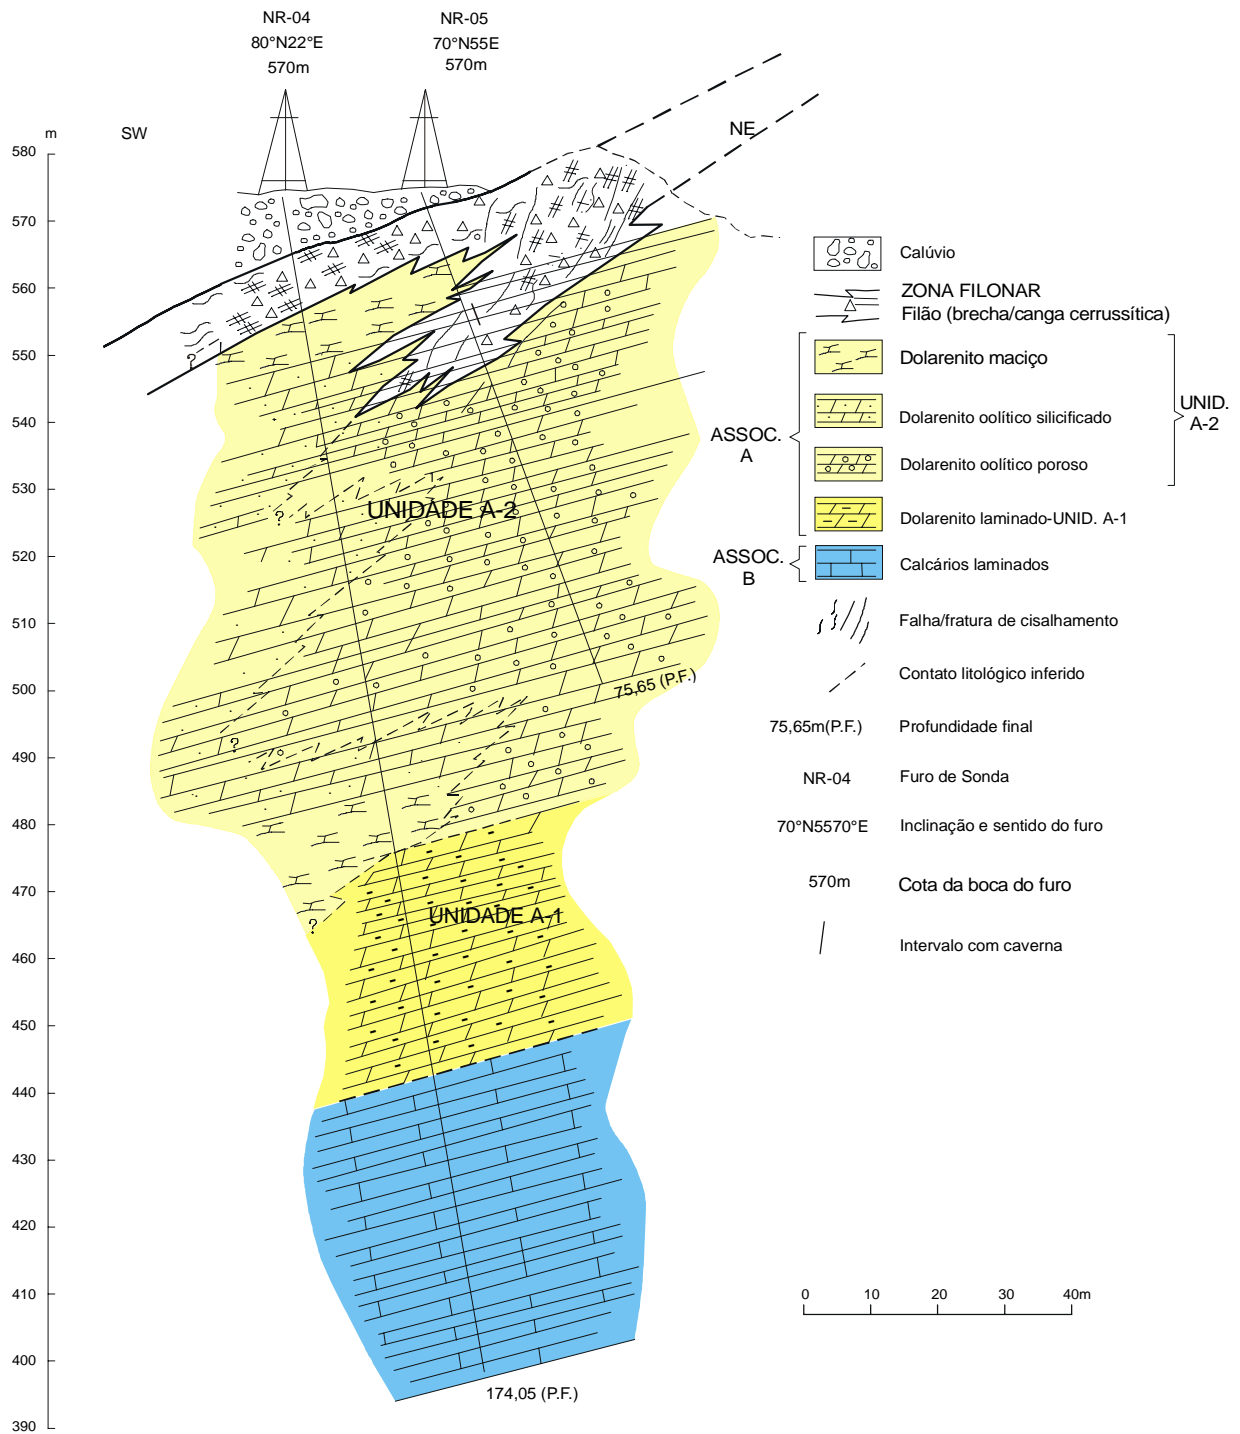 NR-04
80°N22°E
570m
NR-05
70°N55E
570m
m
SW
NE
580
570
560
550
540
530
520
510
500
490
480
470
460
450
440
430
420
410
400
390
?
?
?
?
UNIDADE A-2
75,65 (P.F.)
UNIDADE A-1
174,05 (P.F.)
Calúvio
ZONA FILONAR
Filão (brecha/canga cerrussítica)
Dolarenito maciço
Dolarenito oolítico silicificado
Dolarenito oolítico poroso
Dolarenito laminado-UNID. A-1
Calcários laminados
ASSOC.
A
UNID.
A-2
ASSOC.
B
Falha/fratura de cisalhamento
Contato litológico inferido
75,65m(P.F.) Profundidade final
NR-04 Furo de Sonda
70°N5570°E Inclinação e sentido do furo
570m Cota da boca do furo
Intervalo com caverna
0 10 20 30 40m